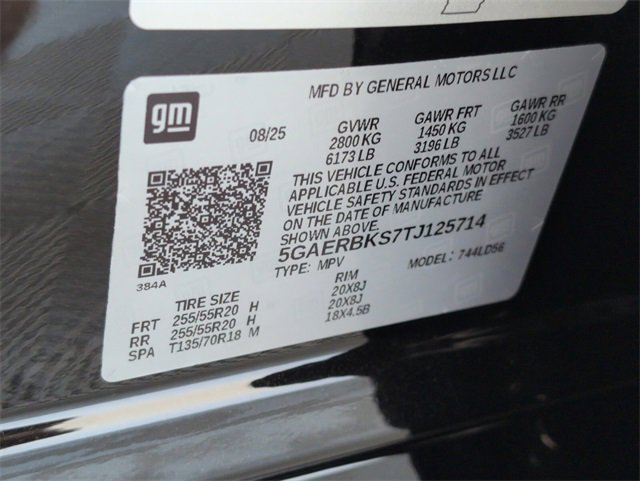 MFD BY GENERAL MOTORS LLC
gm
08/25
GVWR
2800 KG
6173 LB
GAWR FRT
1450 KG
3196 LB
GAWR RR
1600 KG
3527 LB
THIS VEHICLE CONFORMS TO ALL
APPLICABLE U.S. FEDERAL MOTOR
VEHICLE SAFETY STANDARDS IN EFFECT
ON THE DATE OF MANUFACTURE
SHOWN ABOVE.
5GAERBKS7TJ125714
TYPE: MPV
MODEL: 744LD56
384A
TIRE SIZE RIM
FRT 255/55R20 H 20X8J
RR 255/55R20 H 20X8J
SPA T135/70R18 M 18X4.5B